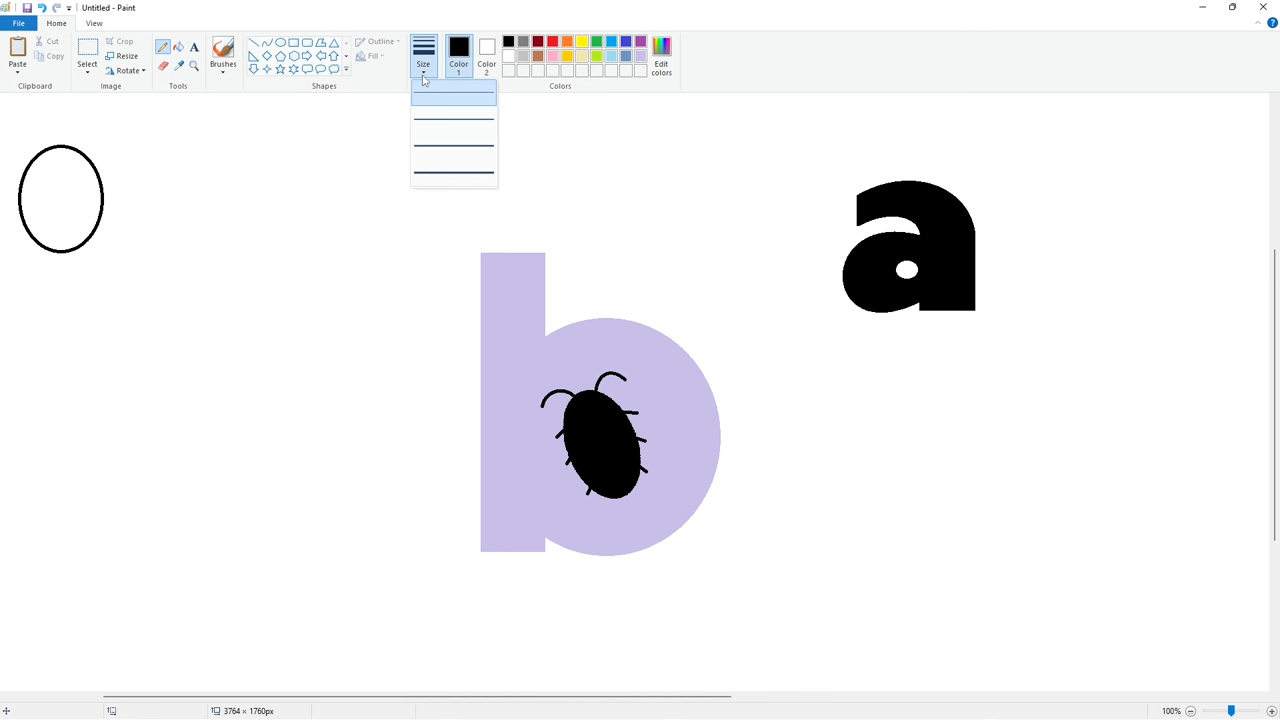 Untitled - Paint
File Home View
Paste
Cut
Copy
Clipboard
Select
Crop
Resize
Rotate
Image
A
Tools
Brushes
Shapes
Outline
Fill
Size
Color 1
Color 2
Edit colors
Colors
a
b
3764 × 1760px
100%